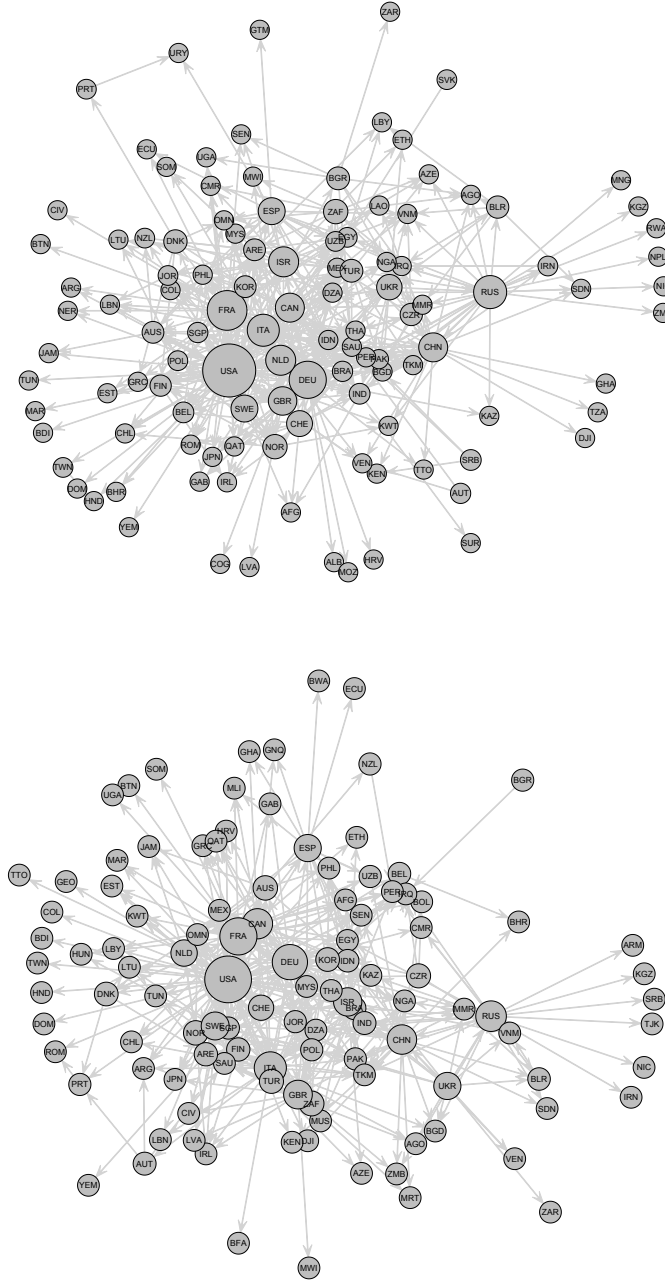 ZAR
GTM
URY
SVK
PRT
LBY
SEN
ETH
ECU
UGA
SOM
MWI
BGR
AZE
CMR
MNG
AGO
KGZ
CIV
ESP
ZAF
LAO
VNM
BLR
OMN
RWA
MYS
LTU
NZL
DNK
UZB
EGY
BTN
ARE
NPL
ISR
NGA
IRQ
IRN
MEX
TUR
JOR
PHL
COL
KOR
UKR
SDN
ARG
DZA
RUS
LBN
MMR
NER
FRA
CAN
CZR
AUS
SGP
ITA
THA
IDN
SAU
CHN
JAM
PER
PAK
POL
NLD
TKM
USA
BRA
BGD
TUN
GRC
FIN
DEU
GHA
EST
IND
MAR
BEL
SWE
GBR
TZA
KAZ
CHE
KWT
BDI
CHL
DJI
ROM
QAT
NOR
JPN
SRB
TWN
VEN
KEN
TTO
GAB
IRL
DOM
BHR
AUT
HND
AFG
YEM
SUR
COG
LVA
ALB
HRV
MOZ
BWA
ECU
GHA
GNQ
NZL
SOM
BGR
BTN
UGA
MLI
GAB
HRV
QAT
ETH
JAM
GRC
ESP
MAR
PHL
TTO
GEO
UZB
BEL
EST
AUS
PER
IRQ
AFG
BOL
COL
KWT
MEX
SEN
CAN
BHR
CMR
BDI
OMN
FRA
EGY
ARM
HUN
LBY
NLD
TWN
LTU
DEU
KOR
IDN
KGZ
USA
KAZ
CZR
HND
DNK
TUN
MYS
THA
SRB
ISR
NGA
CHE
BRA
MMR
RUS
DOM
JOR
IND
TJK
SWE
NOR
DZA
VNM
CHL
CHN
ROM
ARE
FIN
POL
SAU
PAK
ARG
ITA
TKM
NIC
PRT
JPN
TUR
UKR
BLR
GBR
IRN
ZAF
SDN
CIV
MUS
BGD
LBN
LVA
KEN
DJI
AGO
IRL
VEN
AUT
AZE
ZMB
YEM
MRT
ZAR
BFA
MWI